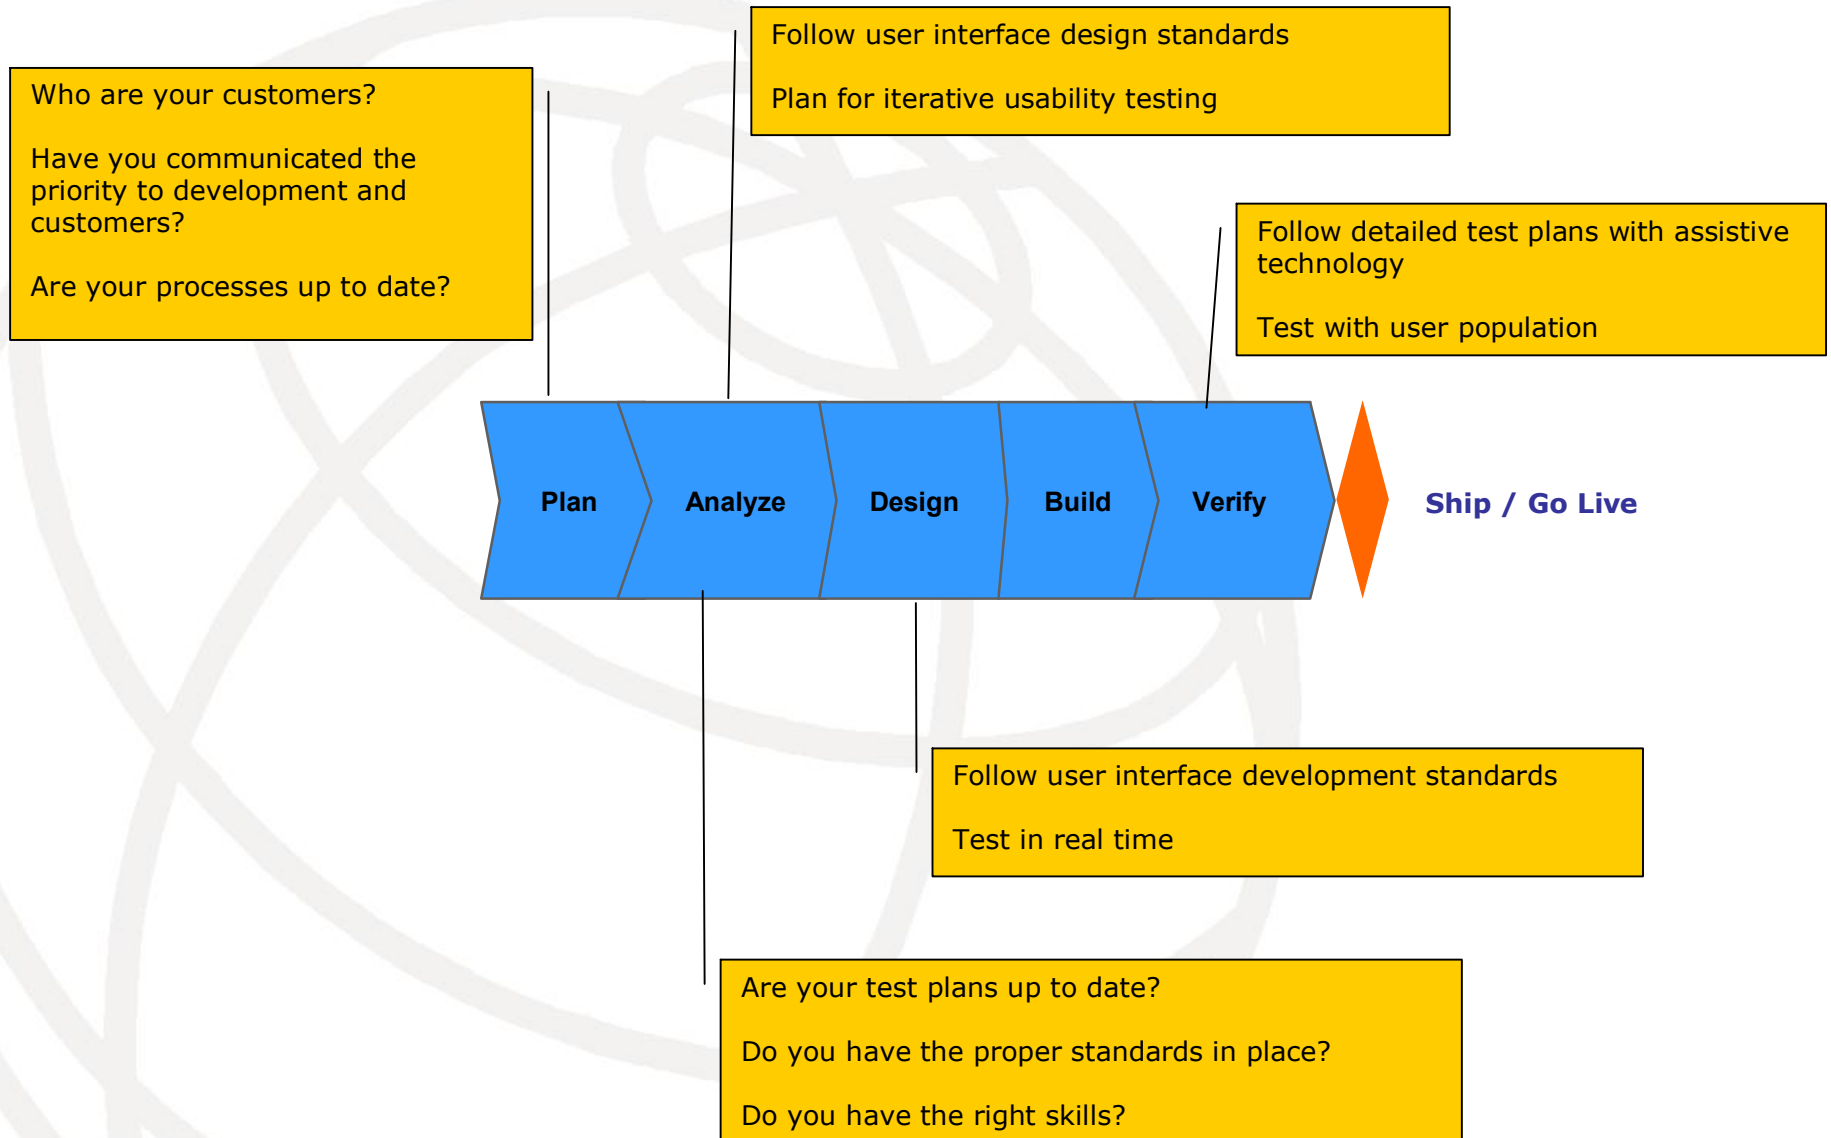 Follow user interface design standards
Plan for iterative usability testing
Who are your customers?
Have you communicated the
priority to development and
customers?
Are your processes up to date?
Follow detailed test plans with assistive
technology
Test with user population
Plan
Analyze
Design
Build
Verify
Ship / Go Live
Follow user interface development standards
Test in real time
Are your test plans up to date?
Do you have the proper standards in place?
Do you have the right skills?